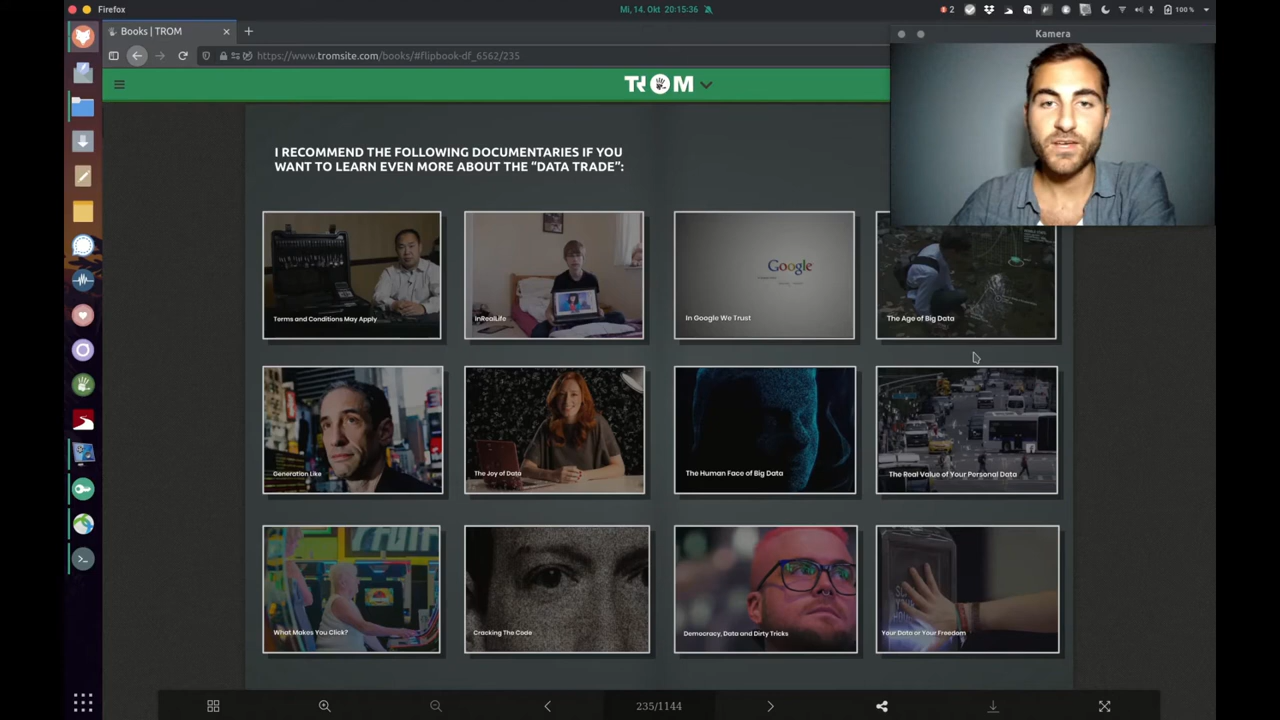 Firefox
Mi, 14. Okt 20:15:36
2
100 %
Books | TROM
Kamera
https://www.tromsite.com/books/#flipbook-df_6562/235
TROM
I RECOMMEND THE FOLLOWING DOCUMENTARIES IF YOU
WANT TO LEARN EVEN MORE ABOUT THE “DATA TRADE”:
Google
Terms and Conditions May Apply
InRealLife
In Google We Trust
The Age of Big Data
Generation Like
The Joy of Data
The Human Face of Big Data
The Real Value of Your Personal Data
What Makes You Click?
Cracking The Code
Democracy, Data and Dirty Tricks
Your Data or Your Freedom
235/1144